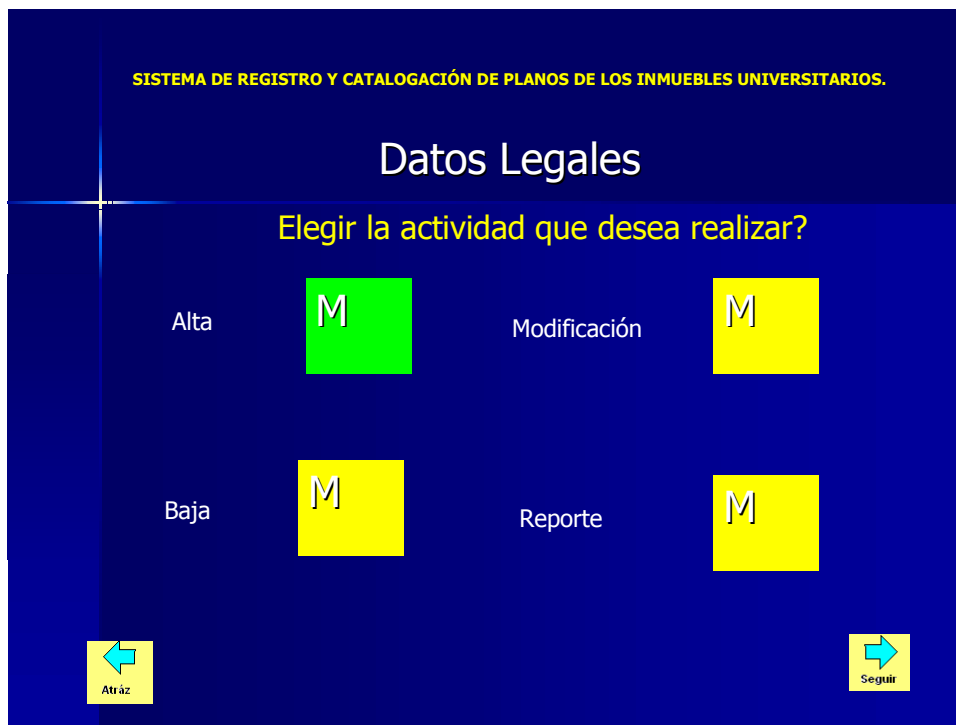 SISTEMA DE REGISTRO Y CATALOGACIÓN DE PLANOS DE LOS INMUEBLES UNIVERSITARIOS.
Datos Legales
Elegir la actividad que desea realizar?
Alta
M
Modificación
M
Baja
M
Reporte
M
Atráz
Seguir